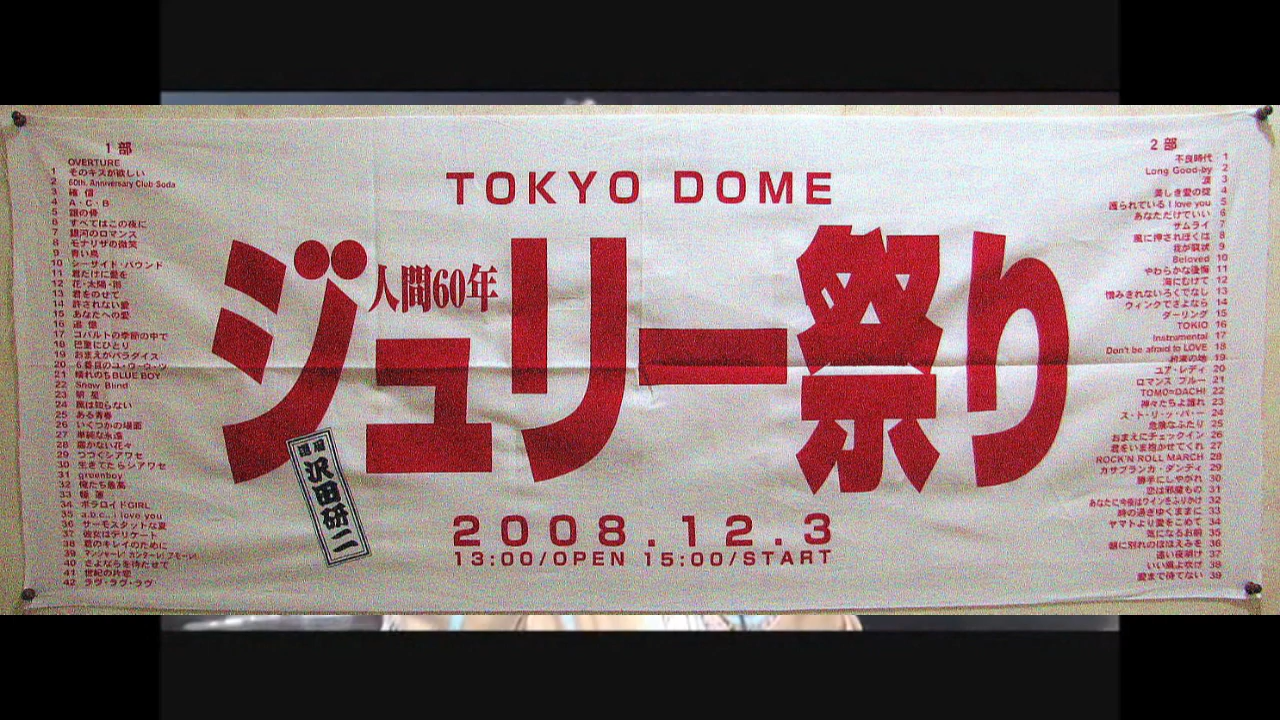 1部
OVERTURE
1 そのキスが欲しい
2 60th. Anniversary Club Soda
3 確信
4 A・C・B
5 銀の骨
6 すべてはこの夜に
7 銀河のロマンス
8 モナリザの微笑
9 青い鳥
10 シーサイド・バウンド
11 君だけに愛を
12 花・太陽・雨
13 君をのせて
14 許されない愛
15 あなたへの愛
16 追憶
17 コバルトの季節の中で
18 巴里にひとり
19 おまえがパラダイス
20 6番目のユ・ウ・ウ・ツ
21 晴れのちBLUE BOY
22 Snow Blind
23 明星
24 風は知らない
25 ある青春
26 いくつかの場面
27 単純な永遠
28 届かない花々
29 つづくシアワセ
30 生きてたらシアワセ
31 greenboy
32 俺たち最高
33 睡蓮
34 ポラロイドGIRL
35 a.b.c...i love you
36 サーモスタットな夏
37 彼女はデリケート
38 君のキレイのために
39 マンジャーレ!カンターレ!アモーレ!
40 さよならを待たせて
41 世紀の片恋
42 ラヴ・ラヴ・ラヴ
TOKYO DOME
ジュリー祭り
人間60年
沢田研二
2008.12.3
13:00/OPEN 15:00/START
2部
不良時代 1
Long Good-by 2
涙 3
美しき愛の掟 4
護られている I love you 5
あなただけでいい 6
サムライ 7
風に押されぼくは 8
我が窮状 9
Beloved 10
やわらかな後悔 11
海にむけて 12
憎みきれないろくでなし 13
ウィンクでさよなら 14
ダーリング 15
TOKIO 16
Instrumental 17
Don't be afraid to LOVE 18
約束の地 19
ユア・レディ 20
ロマンス ブルー 21
TOMO=DACHI 22
神々たちよ護れ 23
ス・ト・リ・ッ・パ・ー 24
危険なふたり 25
おまえにチェックイン 26
君をいま抱かせてくれ 27
ROCK'N ROLL MARCH 28
カサブランカ・ダンディ 29
勝手にしやがれ 30
恋は邪魔もの 31
あなたに今夜はワインをふりかけ 32
時の過ぎゆくままに 33
ヤマトより愛をこめて 34
気になるお前 35
朝に別れのほほえみを 36
遠い夜明け 37
いい風よ吹け 38
愛まで待てない 39